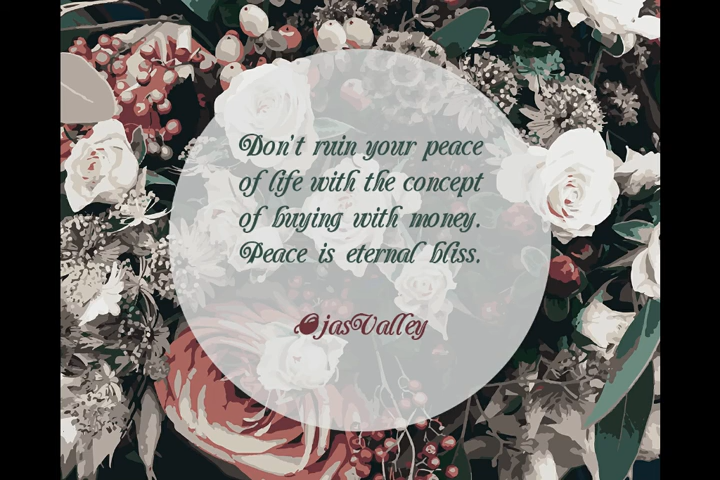 Don't ruin your peace
of life with the concept
of buying with money.
Peace is eternal bliss.
OjasValley